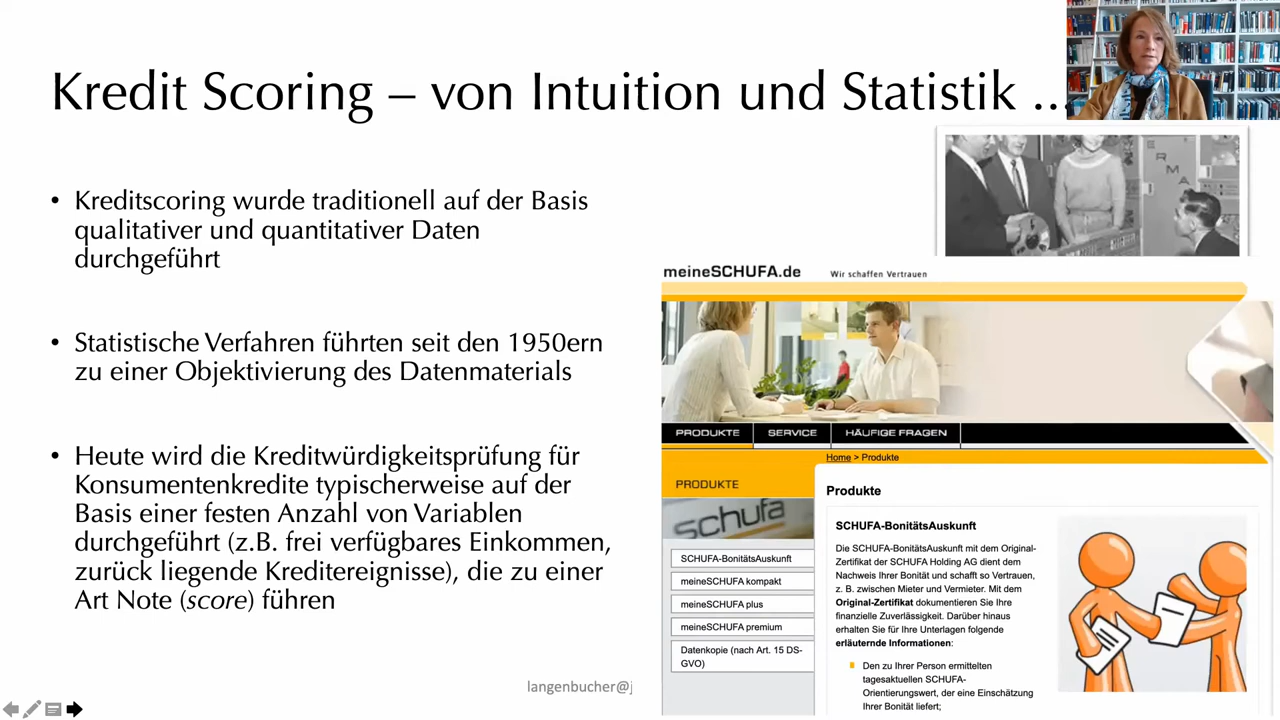 Kredit Scoring – von Intuition und Statistik ...
• Kreditscoring wurde traditionell auf der Basis
qualitativer und quantitativer Daten
durchgeführt
• Statistische Verfahren führten seit den 1950ern
zu einer Objektivierung des Datenmaterials
• Heute wird die Kreditwürdigkeitsprüfung für
Konsumentenkredite typischerweise auf der
Basis einer festen Anzahl von Variablen
durchgeführt (z.B. frei verfügbares Einkommen,
zurück liegende Kreditereignisse), die zu einer
Art Note (score) führen
langenbucher@j
ERMA
meineSCHUFA.de
Wir schaffen Vertrauen
PRODUKTE
SERVICE
HÄUFIGE FRAGEN
Home > Produkte
PRODUKTE
schufa
SCHUFA-BonitätsAuskunft
meineSCHUFA kompakt
meineSCHUFA plus
meineSCHUFA premium
Datenkopie (nach Art. 15 DS-
GVO)
Produkte
SCHUFA-BonitätsAuskunft
Die SCHUFA-BonitätsAuskunft mit dem Original-
Zertifikat der SCHUFA Holding AG dient dem
Nachweis Ihrer Bonität und schafft so Vertrauen,
z. B. zwischen Mieter und Vermieter. Mit dem
Original-Zertifikat dokumentieren Sie Ihre
finanzielle Zuverlässigkeit. Darüber hinaus
erhalten Sie für Ihre Unterlagen folgende
erläuternde Informationen:
Den zu Ihrer Person ermittelten
tagesaktuellen SCHUFA-
Orientierungswert, der eine Einschätzung
Ihrer Bonität liefert;